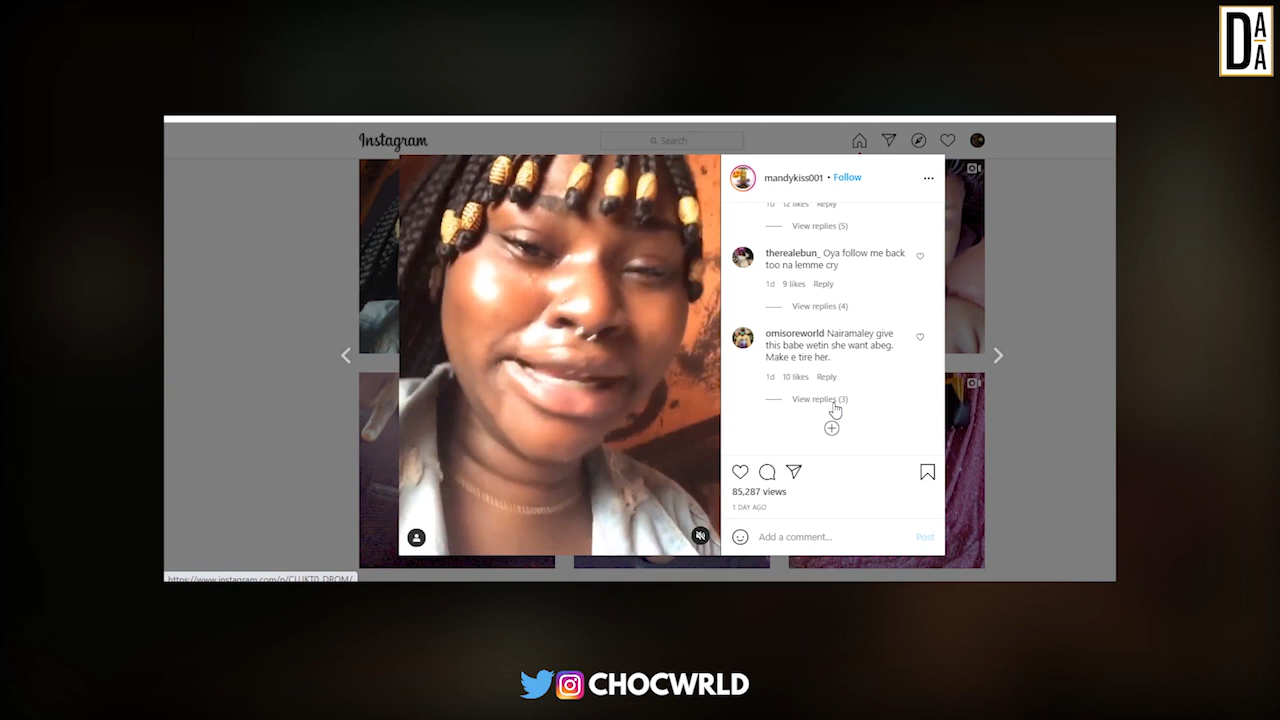 D
A
A
Instagram
Search
mandykiss001 • Follow
1d 12 likes Reply
View replies (5)
therealebun_ Oya follow me back
too na lemme cry
1d 9 likes Reply
View replies (4)
omisoreworld Nairamaley give
this babe wetin she want abeg.
Make e tire her.
1d 10 likes Reply
View replies (3)
85,287 views
1 DAY AGO
Add a comment... Post
CHOCWRLD